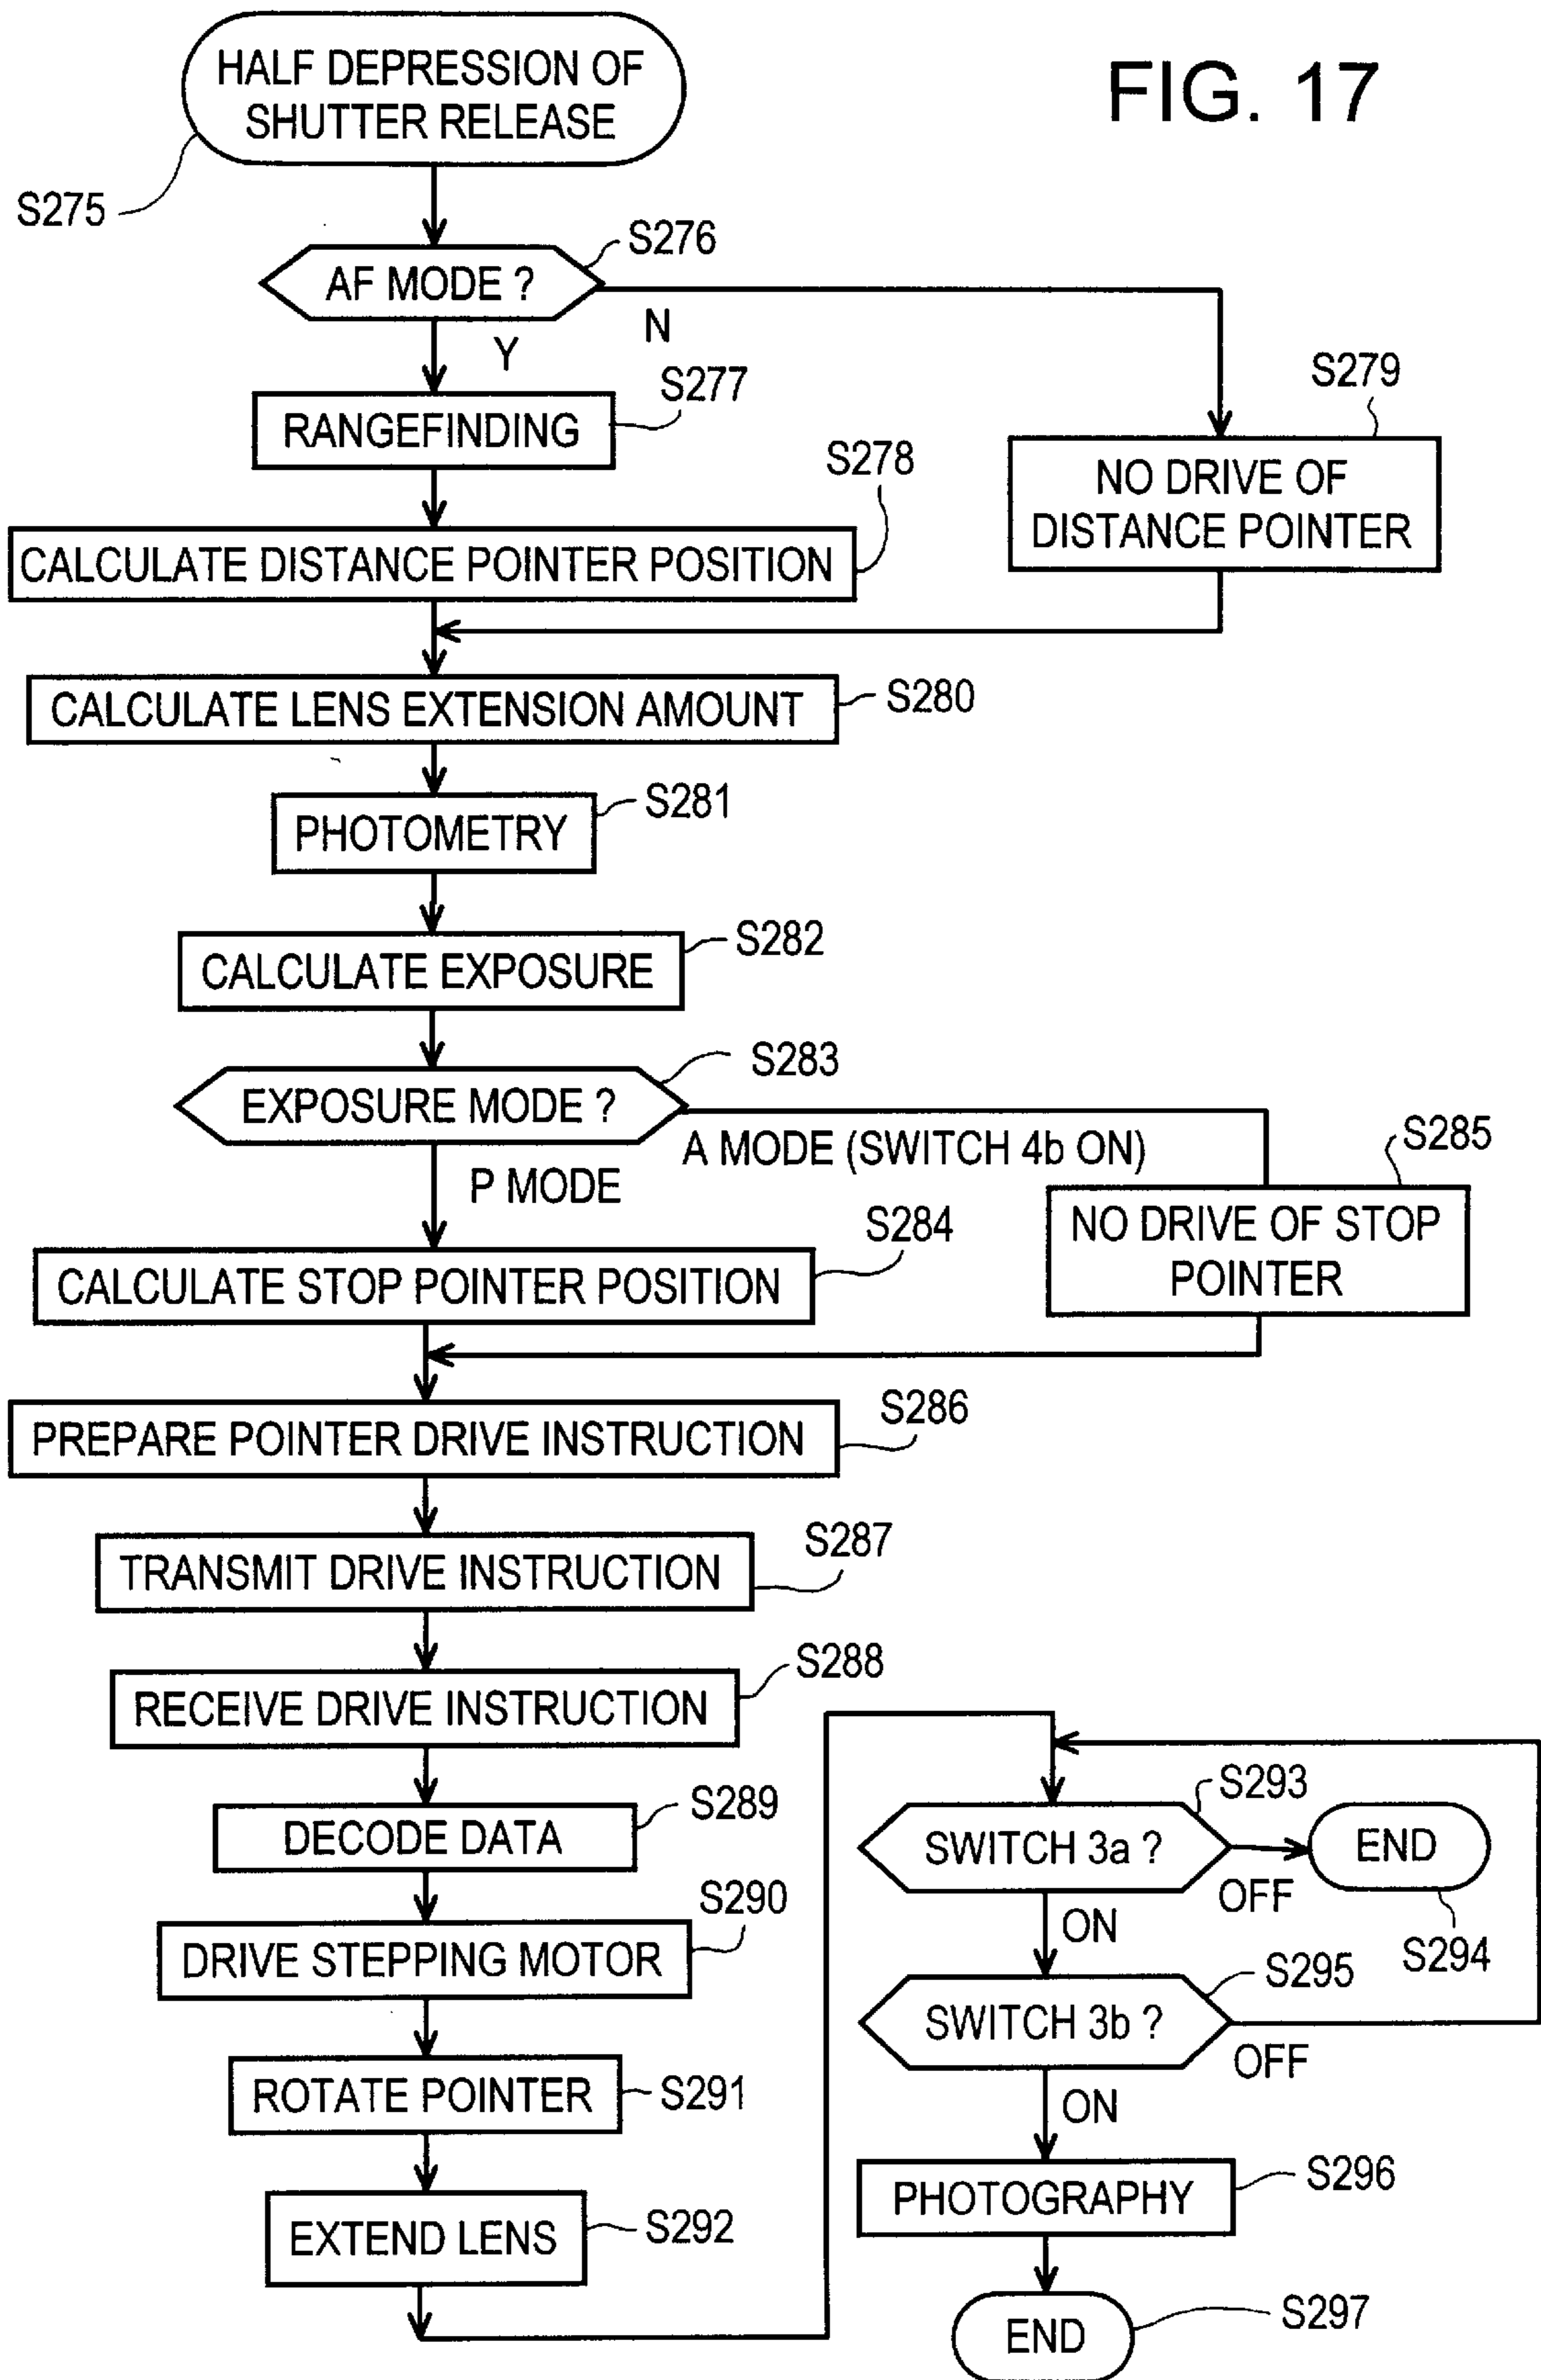 FIG. 17
HALF DEPRESSION OF
SHUTTER RELEASE
S275
S276
AF MODE ?
N
Y
S277
RANGEFINDING
S279
NO DRIVE OF
DISTANCE POINTER
S278
CALCULATE DISTANCE POINTER POSITION
CALCULATE LENS EXTENSION AMOUNT
S280
S281
PHOTOMETRY
S282
CALCULATE EXPOSURE
S283
EXPOSURE MODE ?
A MODE (SWITCH 4b ON)
P MODE
S285
NO DRIVE OF STOP
POINTER
S284
CALCULATE STOP POINTER POSITION
S286
PREPARE POINTER DRIVE INSTRUCTION
S287
TRANSMIT DRIVE INSTRUCTION
S288
RECEIVE DRIVE INSTRUCTION
S289
DECODE DATA
S290
DRIVE STEPPING MOTOR
ROTATE POINTER
S291
EXTEND LENS
S292
S293
SWITCH 3a ?
END
OFF
S294
ON
S295
SWITCH 3b ?
OFF
ON
PHOTOGRAPHY
S296
END
S297